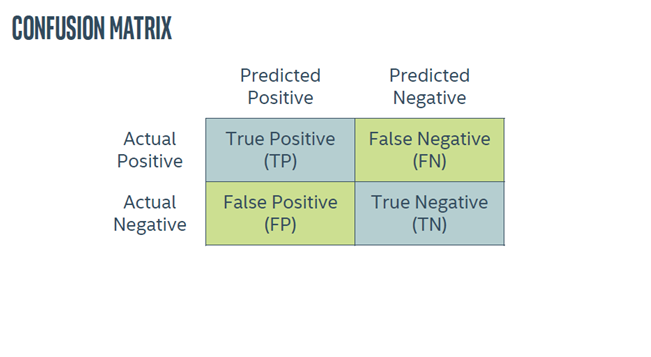 CONFUSION MATRIX
Predicted
Positive
Predicted
Negative
Actual
Positive
True Positive
(TP)
False Negative
(FN)
Actual
Negative
False Positive
(FP)
True Negative
(TN)